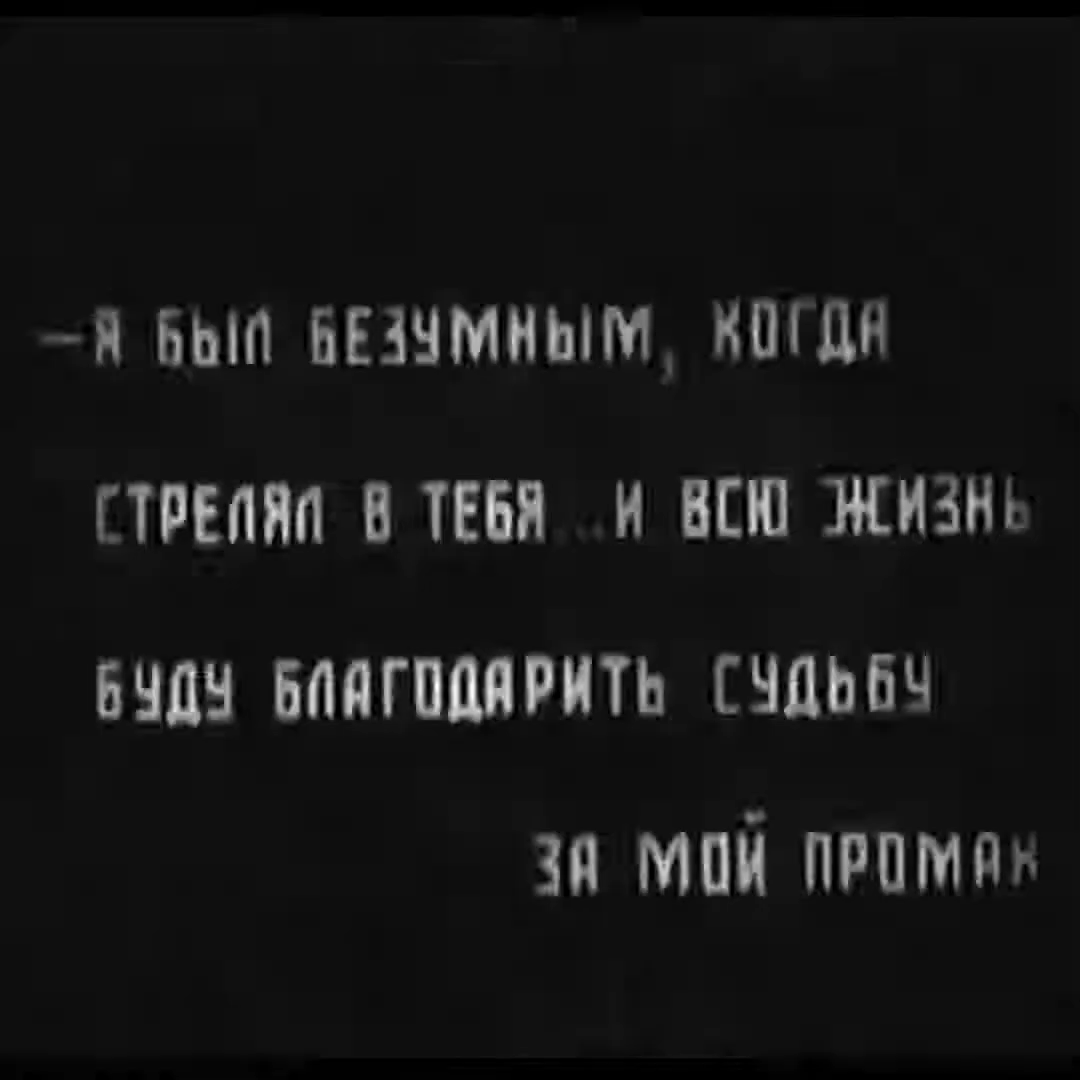 —Я БЫЛ БЕЗУМНЫМ, КОГДА
СТРЕЛЯЛ В ТЕБЯ...И ВСЮ ЖИЗНЬ
БУДУ БЛАГОДАРИТЬ СУДЬБУ
ЗА МОЙ ПРОМАХ